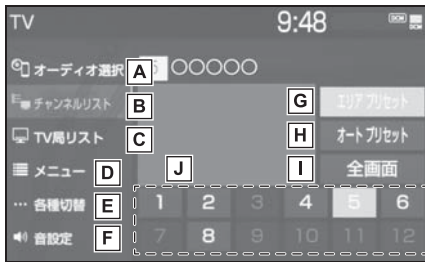 TV 9:48 DCM
オーディオ選択 A 5 ○○○○○
チャンネルリスト B G エリアプリセット
TV局リスト C H オートプリセット
メニュー D J I 全画面
各種切替 E 1 2 3 4 5 6
音設定 F 7 8 9 10 11 12